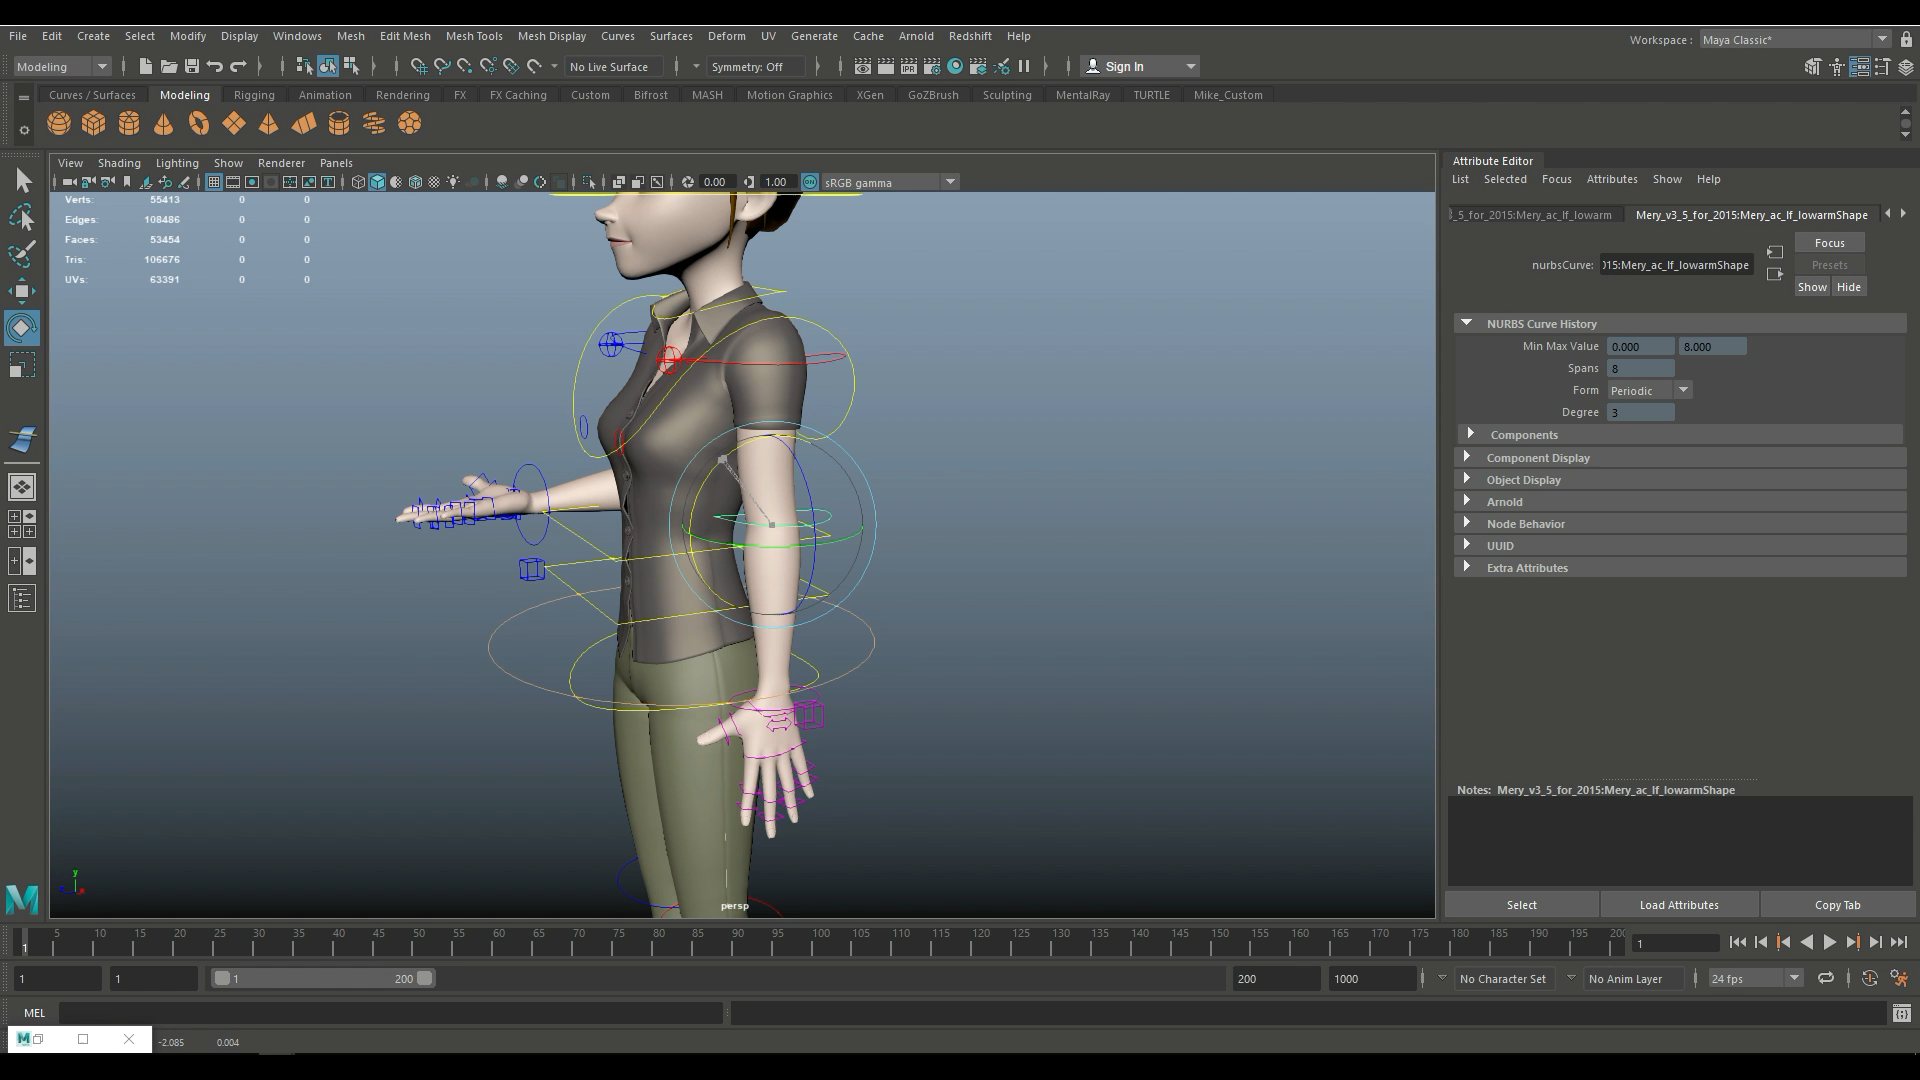 File Edit Create Select Modify Display Windows Mesh Edit Mesh Mesh Tools Mesh Display Curves Surfaces Deform UV Generate Cache Arnold Redshift Help
Workspace : Maya Classic*
Modeling No Live Surface Symmetry: Off Sign In
Curves / Surfaces Modeling Rigging Animation Rendering FX FX Caching Custom Bifrost MASH Motion Graphics XGen GoZBrush Sculpting MentalRay TURTLE Mike_Custom
View Shading Lighting Show Renderer Panels
0.00 1.00 sRGB gamma
Verts: 55413 0 0
Edges: 108486 0 0
Faces: 53454 0 0
Tris: 106676 0 0
UVs: 63391 0 0
y
persp
Attribute Editor
List Selected Focus Attributes Show Help
_5_for_2015:Mery_ac_lf_lowarm Mery_v3_5_for_2015:Mery_ac_lf_lowarmShape
Focus
nurbsCurve: 015:Mery_ac_lf_lowarmShape
Presets
Show Hide
NURBS Curve History
Min Max Value 0.000 8.000
Spans 8
Form Periodic
Degree 3
Components
Component Display
Object Display
Arnold
Node Behavior
UUID
Extra Attributes
Notes: Mery_v3_5_for_2015:Mery_ac_lf_lowarmShape
Select Load Attributes Copy Tab
1 5 10 15 20 25 30 35 40 45 50 55 60 65 70 75 80 85 90 95 100 105 110 115 120 125 130 135 140 145 150 155 160 165 170 175 180 185 190 195 200 1
1 1 1 200 200 1000 No Character Set No Anim Layer 24 fps
MEL
-2.085 0.004